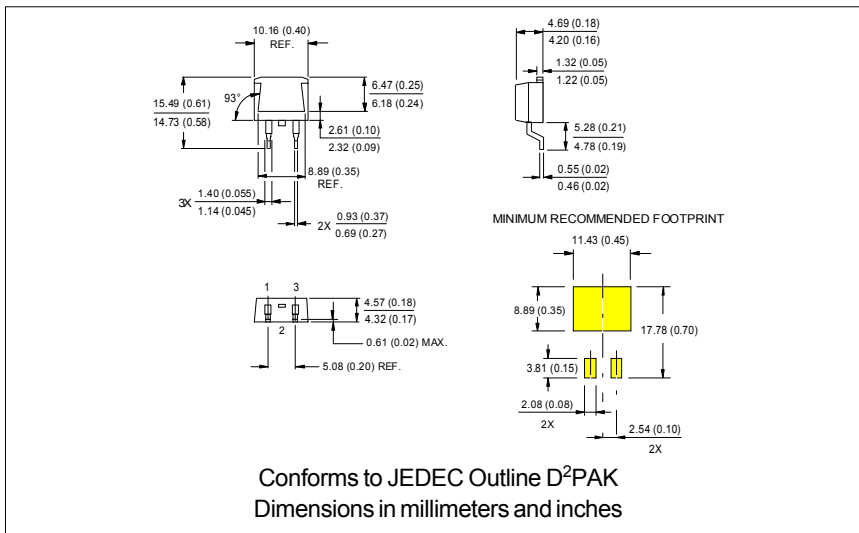 10.16 (0.40)
REF.
15.49 (0.61)
14.73 (0.58)
93°
6.47 (0.25)
6.18 (0.24)
2.61 (0.10)
2.32 (0.09)
8.89 (0.35)
REF.
3X
1.40 (0.055)
1.14 (0.045)
2X
0.93 (0.37)
0.69 (0.27)
4.69 (0.18)
4.20 (0.16)
1.32 (0.05)
1.22 (0.05)
5.28 (0.21)
4.78 (0.19)
0.55 (0.02)
0.46 (0.02)
1 3
2
4.57 (0.18)
4.32 (0.17)
0.61 (0.02) MAX.
5.08 (0.20) REF.
MINIMUM RECOMMENDED FOOTPRINT
11.43 (0.45)
8.89 (0.35)
17.78 (0.70)
3.81 (0.15)
2.08 (0.08)
2X
2.54 (0.10)
2X
Conforms to JEDEC Outline D²PAK
Dimensions in millimeters and inches